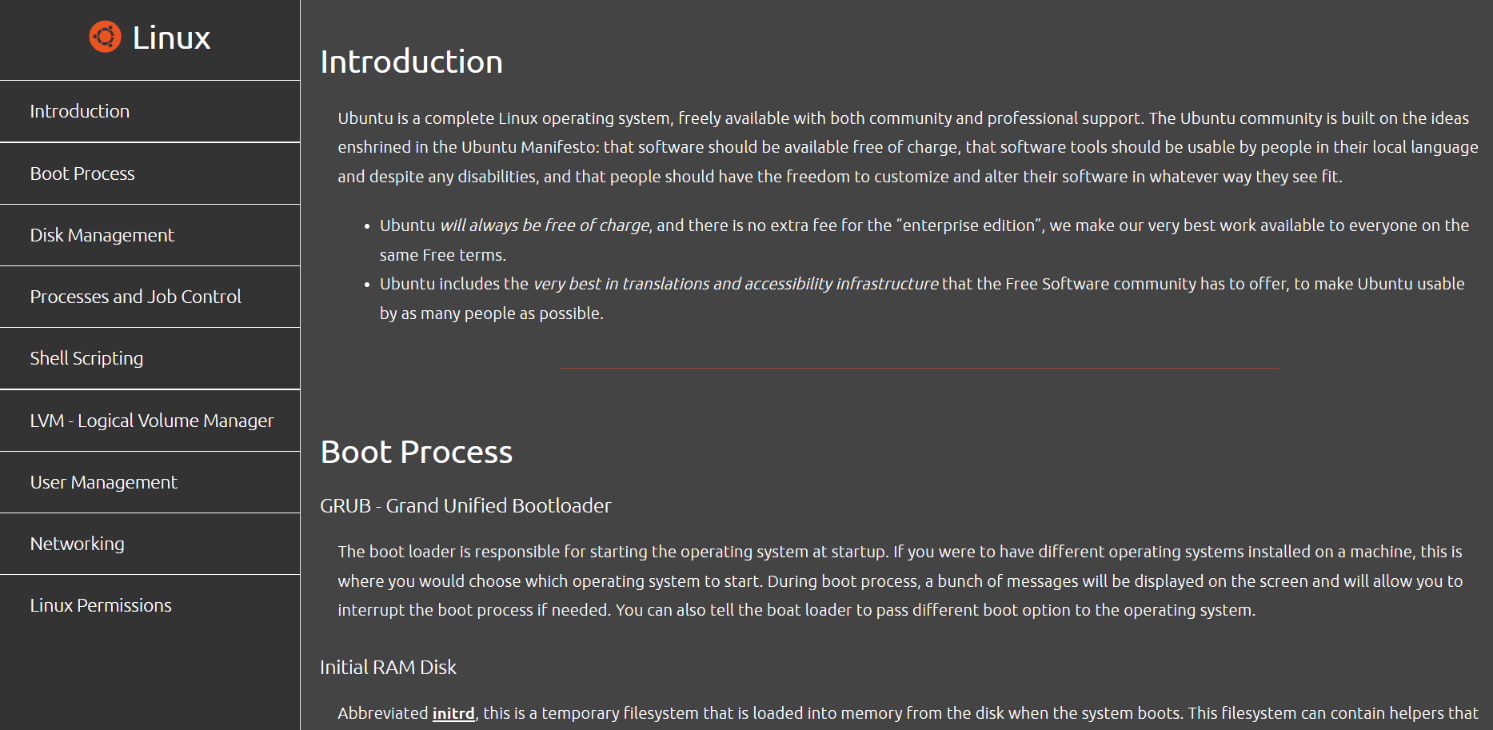 Linux
Introduction
Boot Process
Disk Management
Processes and Job Control
Shell Scripting
LVM - Logical Volume Manager
User Management
Networking
Linux Permissions
Introduction
Ubuntu is a complete Linux operating system, freely available with both community and professional support. The Ubuntu community is built on the ideas
enshrined in the Ubuntu Manifesto: that software should be available free of charge, that software tools should be usable by people in their local language
and despite any disabilities, and that people should have the freedom to customize and alter their software in whatever way they see fit.
• Ubuntu will always be free of charge, and there is no extra fee for the “enterprise edition”, we make our very best work available to everyone on the
same Free terms.
• Ubuntu includes the very best in translations and accessibility infrastructure that the Free Software community has to offer, to make Ubuntu usable
by as many people as possible.
Boot Process
GRUB - Grand Unified Bootloader
The boot loader is responsible for starting the operating system at startup. If you were to have different operating systems installed on a machine, this is
where you would choose which operating system to start. During boot process, a bunch of messages will be displayed on the screen and will allow you to
interrupt the boot process if needed. You can also tell the boat loader to pass different boot option to the operating system.
Initial RAM Disk
Abbreviated initrd, this is a temporary filesystem that is loaded into memory from the disk when the system boots. This filesystem can contain helpers that